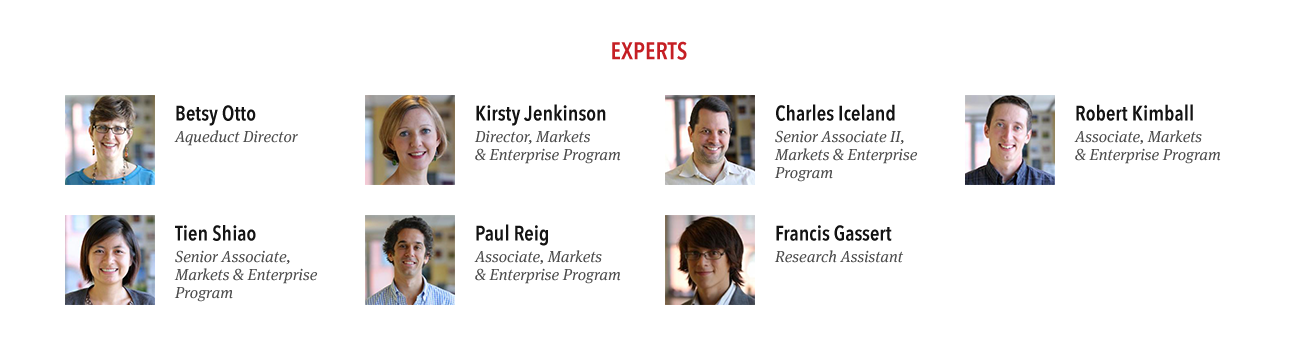 EXPERTS
Betsy Otto
Aqueduct Director
Kirsty Jenkinson
Director, Markets
& Enterprise Program
Charles Iceland
Senior Associate II,
Markets & Enterprise
Program
Robert Kimball
Associate, Markets
& Enterprise Program
Tien Shiao
Senior Associate,
Markets & Enterprise
Program
Paul Reig
Associate, Markets
& Enterprise Program
Francis Gassert
Research Assistant